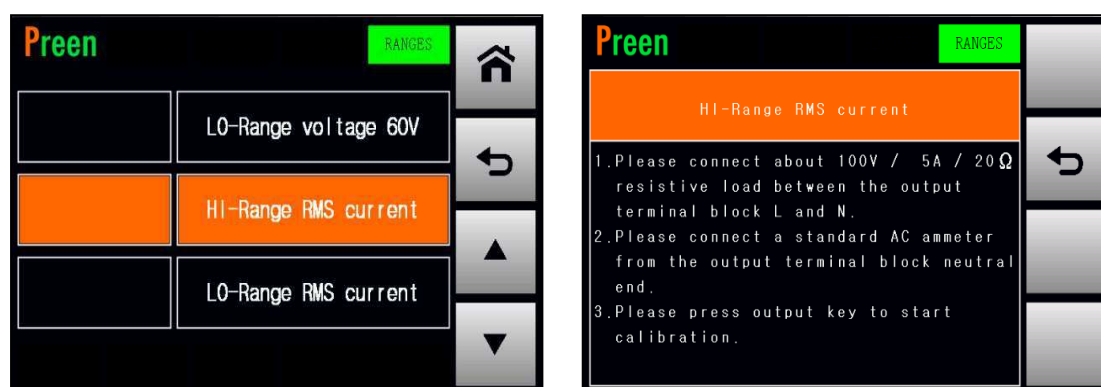 Preen
RANGES
LO-Range voltage 60V
HI-Range RMS current
LO-Range RMS current
Preen
RANGES
HI-Range RMS current
1.Please connect about 100V / 5A / 20Ω
resistive load between the output
terminal block L and N.
2.Please connect a standard AC ammeter
from the output terminal block neutral
end.
3.Please press output key to start
calibration.